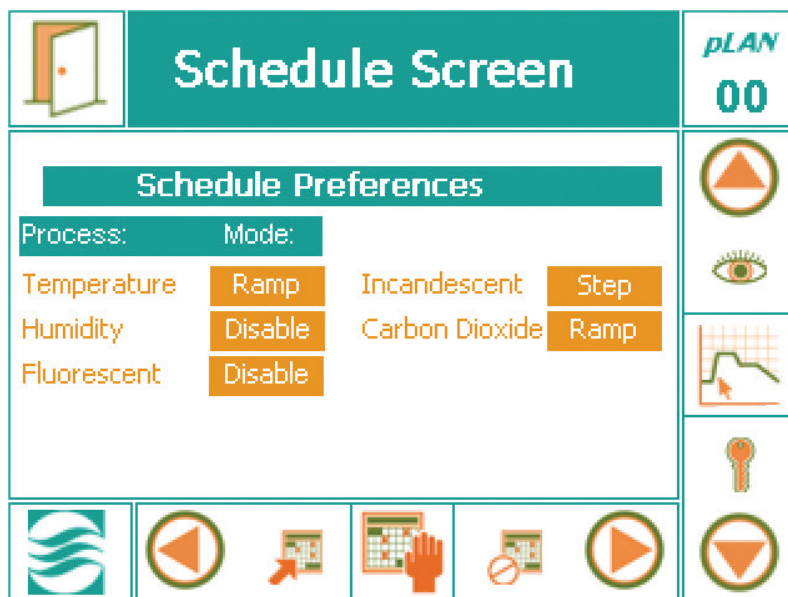 Schedule Screen
pLAN
00
Schedule Preferences
Process: Mode:
Temperature Ramp Incandescent Step
Humidity Disable Carbon Dioxide Ramp
Fluorescent Disable